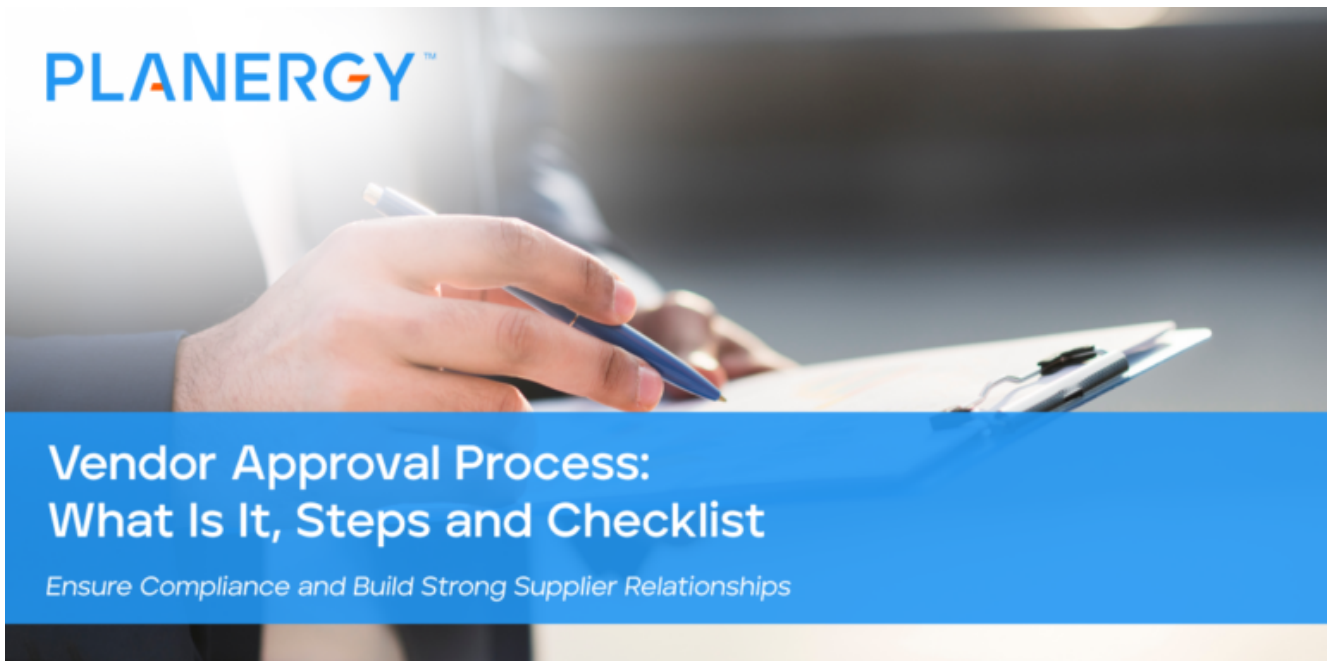 PLANERGY™
Vendor Approval Process:
What Is It, Steps and Checklist
Ensure Compliance and Build Strong Supplier Relationships